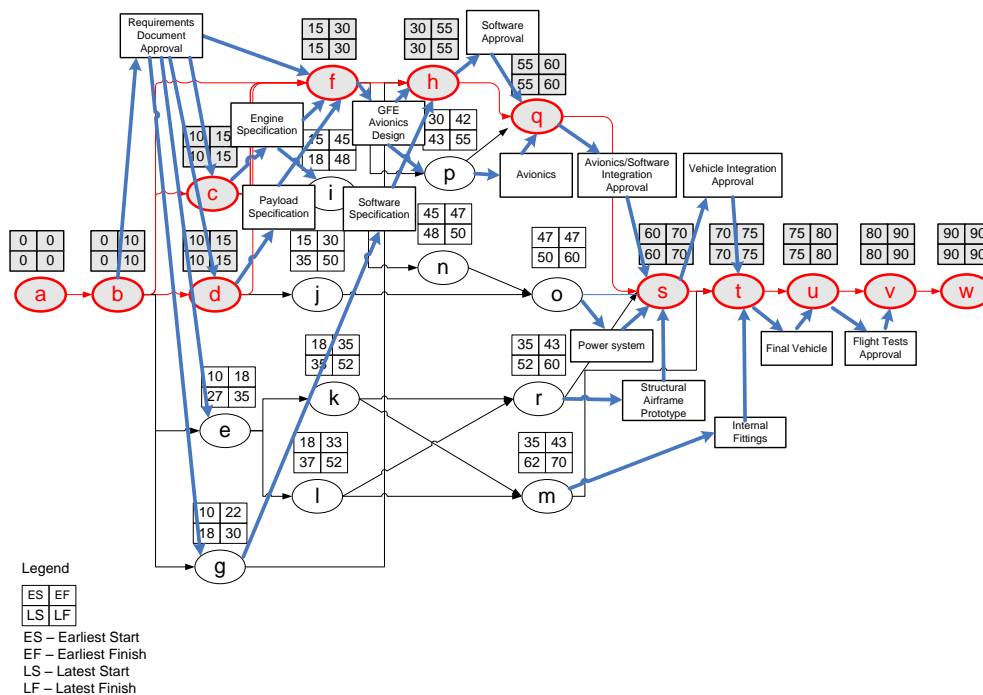 Requirements
Document
Approval
15 30
15 30
30 55
30 55
Software
Approval
55 60
55 60
f
h
q
Engine
Specification
GFE
Avionics
Design
30 42
43 55
10 15
10 15
15 45
18 48
c
i
p
Avionics
Avionics/Software
Integration
Approval
Vehicle Integration
Approval
Payload
Specification
Software
Specification
45 47
48 50
0 0
0 0
0 10
0 10
10 15
10 15
15 30
35 50
n
47 47
50 60
60 70
60 70
70 75
70 75
75 80
75 80
80 90
80 90
90 90
90 90
a
b
d
j
o
s
t
u
v
w
Power system
Final Vehicle
Flight Tests
Approval
18 35
35 52
35 43
52 60
10 18
27 35
k
r
Structural
Airframe
Prototype
e
Internal
Fittings
18 33
37 52
35 43
62 70
l
m
10 22
18 30
g
Legend
ES EF
LS LF
ES – Earliest Start
EF – Earliest Finish
LS – Latest Start
LF – Latest Finish